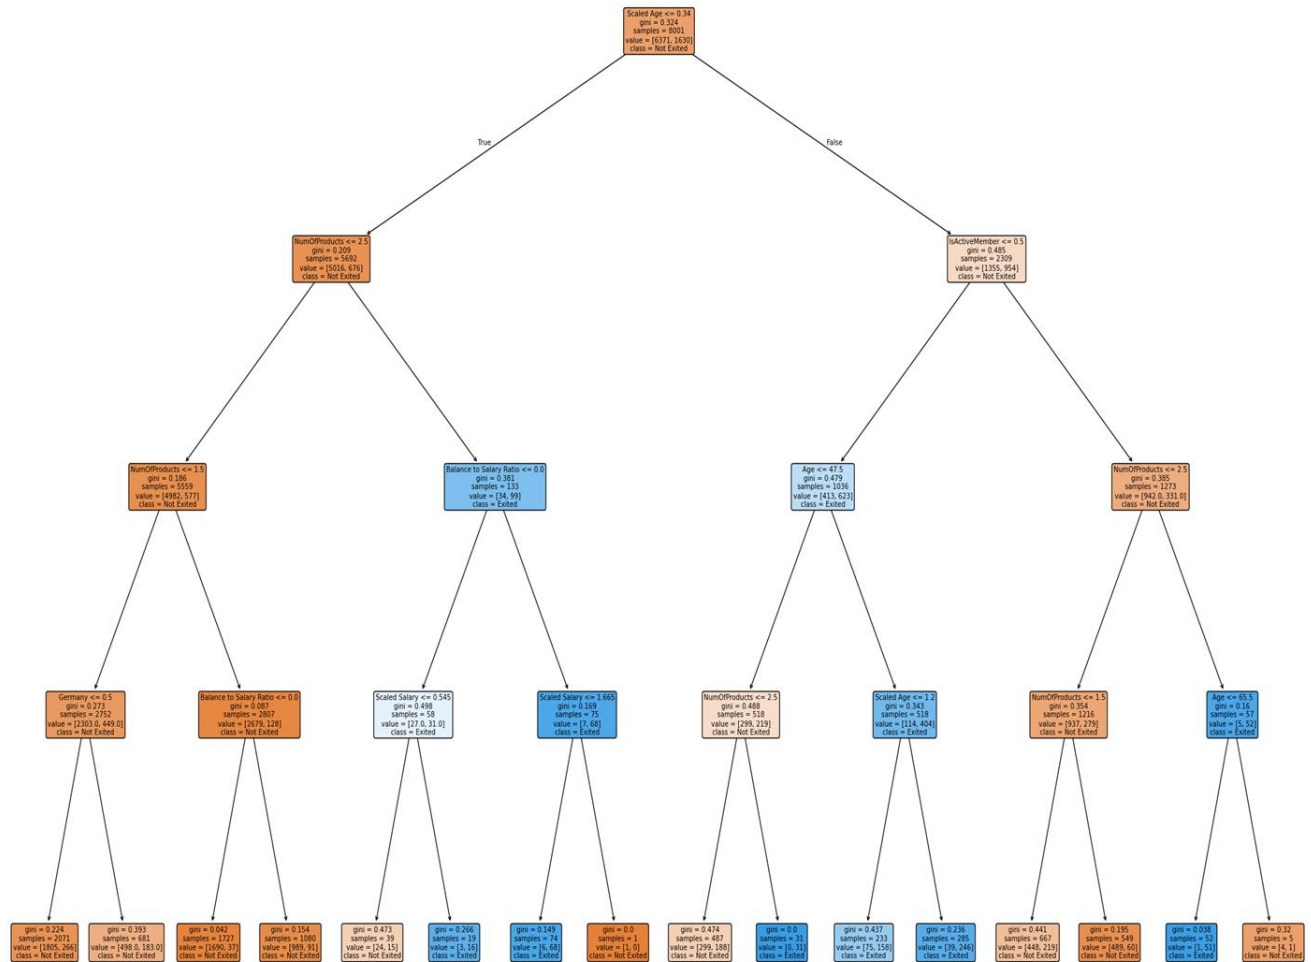 Scaled Age <= 0.34
gini = 0.324
samples = 8001
value = [6371, 1630]
class = Not Exited
True
False
NumOfProducts <= 2.5
gini = 0.209
samples = 5692
value = [5016, 676]
class = Not Exited
IsActiveMember <= 0.5
gini = 0.485
samples = 2309
value = [1355, 954]
class = Not Exited
NumOfProducts <= 1.5
gini = 0.186
samples = 5559
value = [4982, 577]
class = Not Exited
Balance to Salary Ratio <= 0.0
gini = 0.381
samples = 133
value = [34, 99]
class = Exited
Age <= 47.5
gini = 0.479
samples = 1036
value = [413, 623]
class = Exited
NumOfProducts <= 2.5
gini = 0.385
samples = 1273
value = [942.0, 331.0]
class = Not Exited
Germany <= 0.5
gini = 0.273
samples = 2752
value = [2303.0, 449.0]
class = Not Exited
Balance to Salary Ratio <= 0.0
gini = 0.087
samples = 2807
value = [2679, 128]
class = Not Exited
Scaled Salary <= 0.545
gini = 0.498
samples = 58
value = [27.0, 31.0]
class = Exited
Scaled Salary <= 1.665
gini = 0.169
samples = 75
value = [7, 68]
class = Exited
NumOfProducts <= 2.5
gini = 0.488
samples = 518
value = [299, 219]
class = Not Exited
Scaled Age <= 1.2
gini = 0.343
samples = 518
value = [114, 404]
class = Exited
NumOfProducts <= 1.5
gini = 0.354
samples = 1216
value = [937, 279]
class = Not Exited
Age <= 65.5
gini = 0.16
samples = 57
value = [5, 52]
class = Exited
gini = 0.224
samples = 2071
value = [1805, 266]
class = Not Exited
gini = 0.393
samples = 681
value = [498.0, 183.0]
class = Not Exited
gini = 0.042
samples = 1727
value = [1690, 37]
class = Not Exited
gini = 0.154
samples = 1080
value = [989, 91]
class = Not Exited
gini = 0.473
samples = 39
value = [24, 15]
class = Not Exited
gini = 0.266
samples = 19
value = [3, 16]
class = Exited
gini = 0.149
samples = 74
value = [6, 68]
class = Exited
gini = 0.0
samples = 1
value = [1, 0]
class = Not Exited
gini = 0.474
samples = 487
value = [299, 188]
class = Not Exited
gini = 0.0
samples = 31
value = [0, 31]
class = Exited
gini = 0.437
samples = 233
value = [75, 158]
class = Exited
gini = 0.236
samples = 285
value = [39, 246]
class = Exited
gini = 0.441
samples = 667
value = [448, 219]
class = Not Exited
gini = 0.195
samples = 549
value = [489, 60]
class = Not Exited
gini = 0.038
samples = 52
value = [1, 51]
class = Exited
gini = 0.32
samples = 5
value = [4, 1]
class = Not Exited